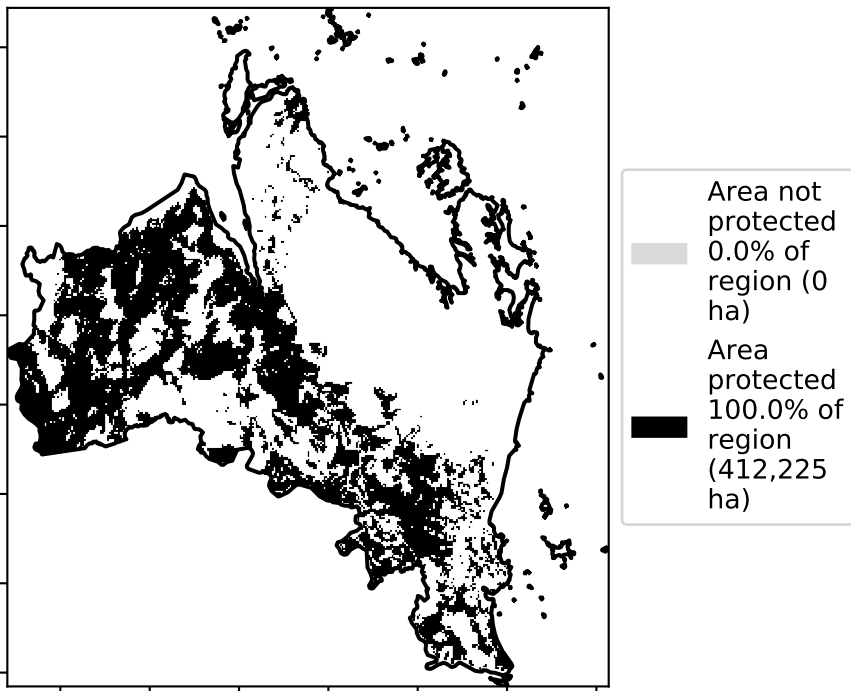 Area not
protected
0.0% of
region (0
ha)
Area
protected
100.0% of
region
(412,225
ha)